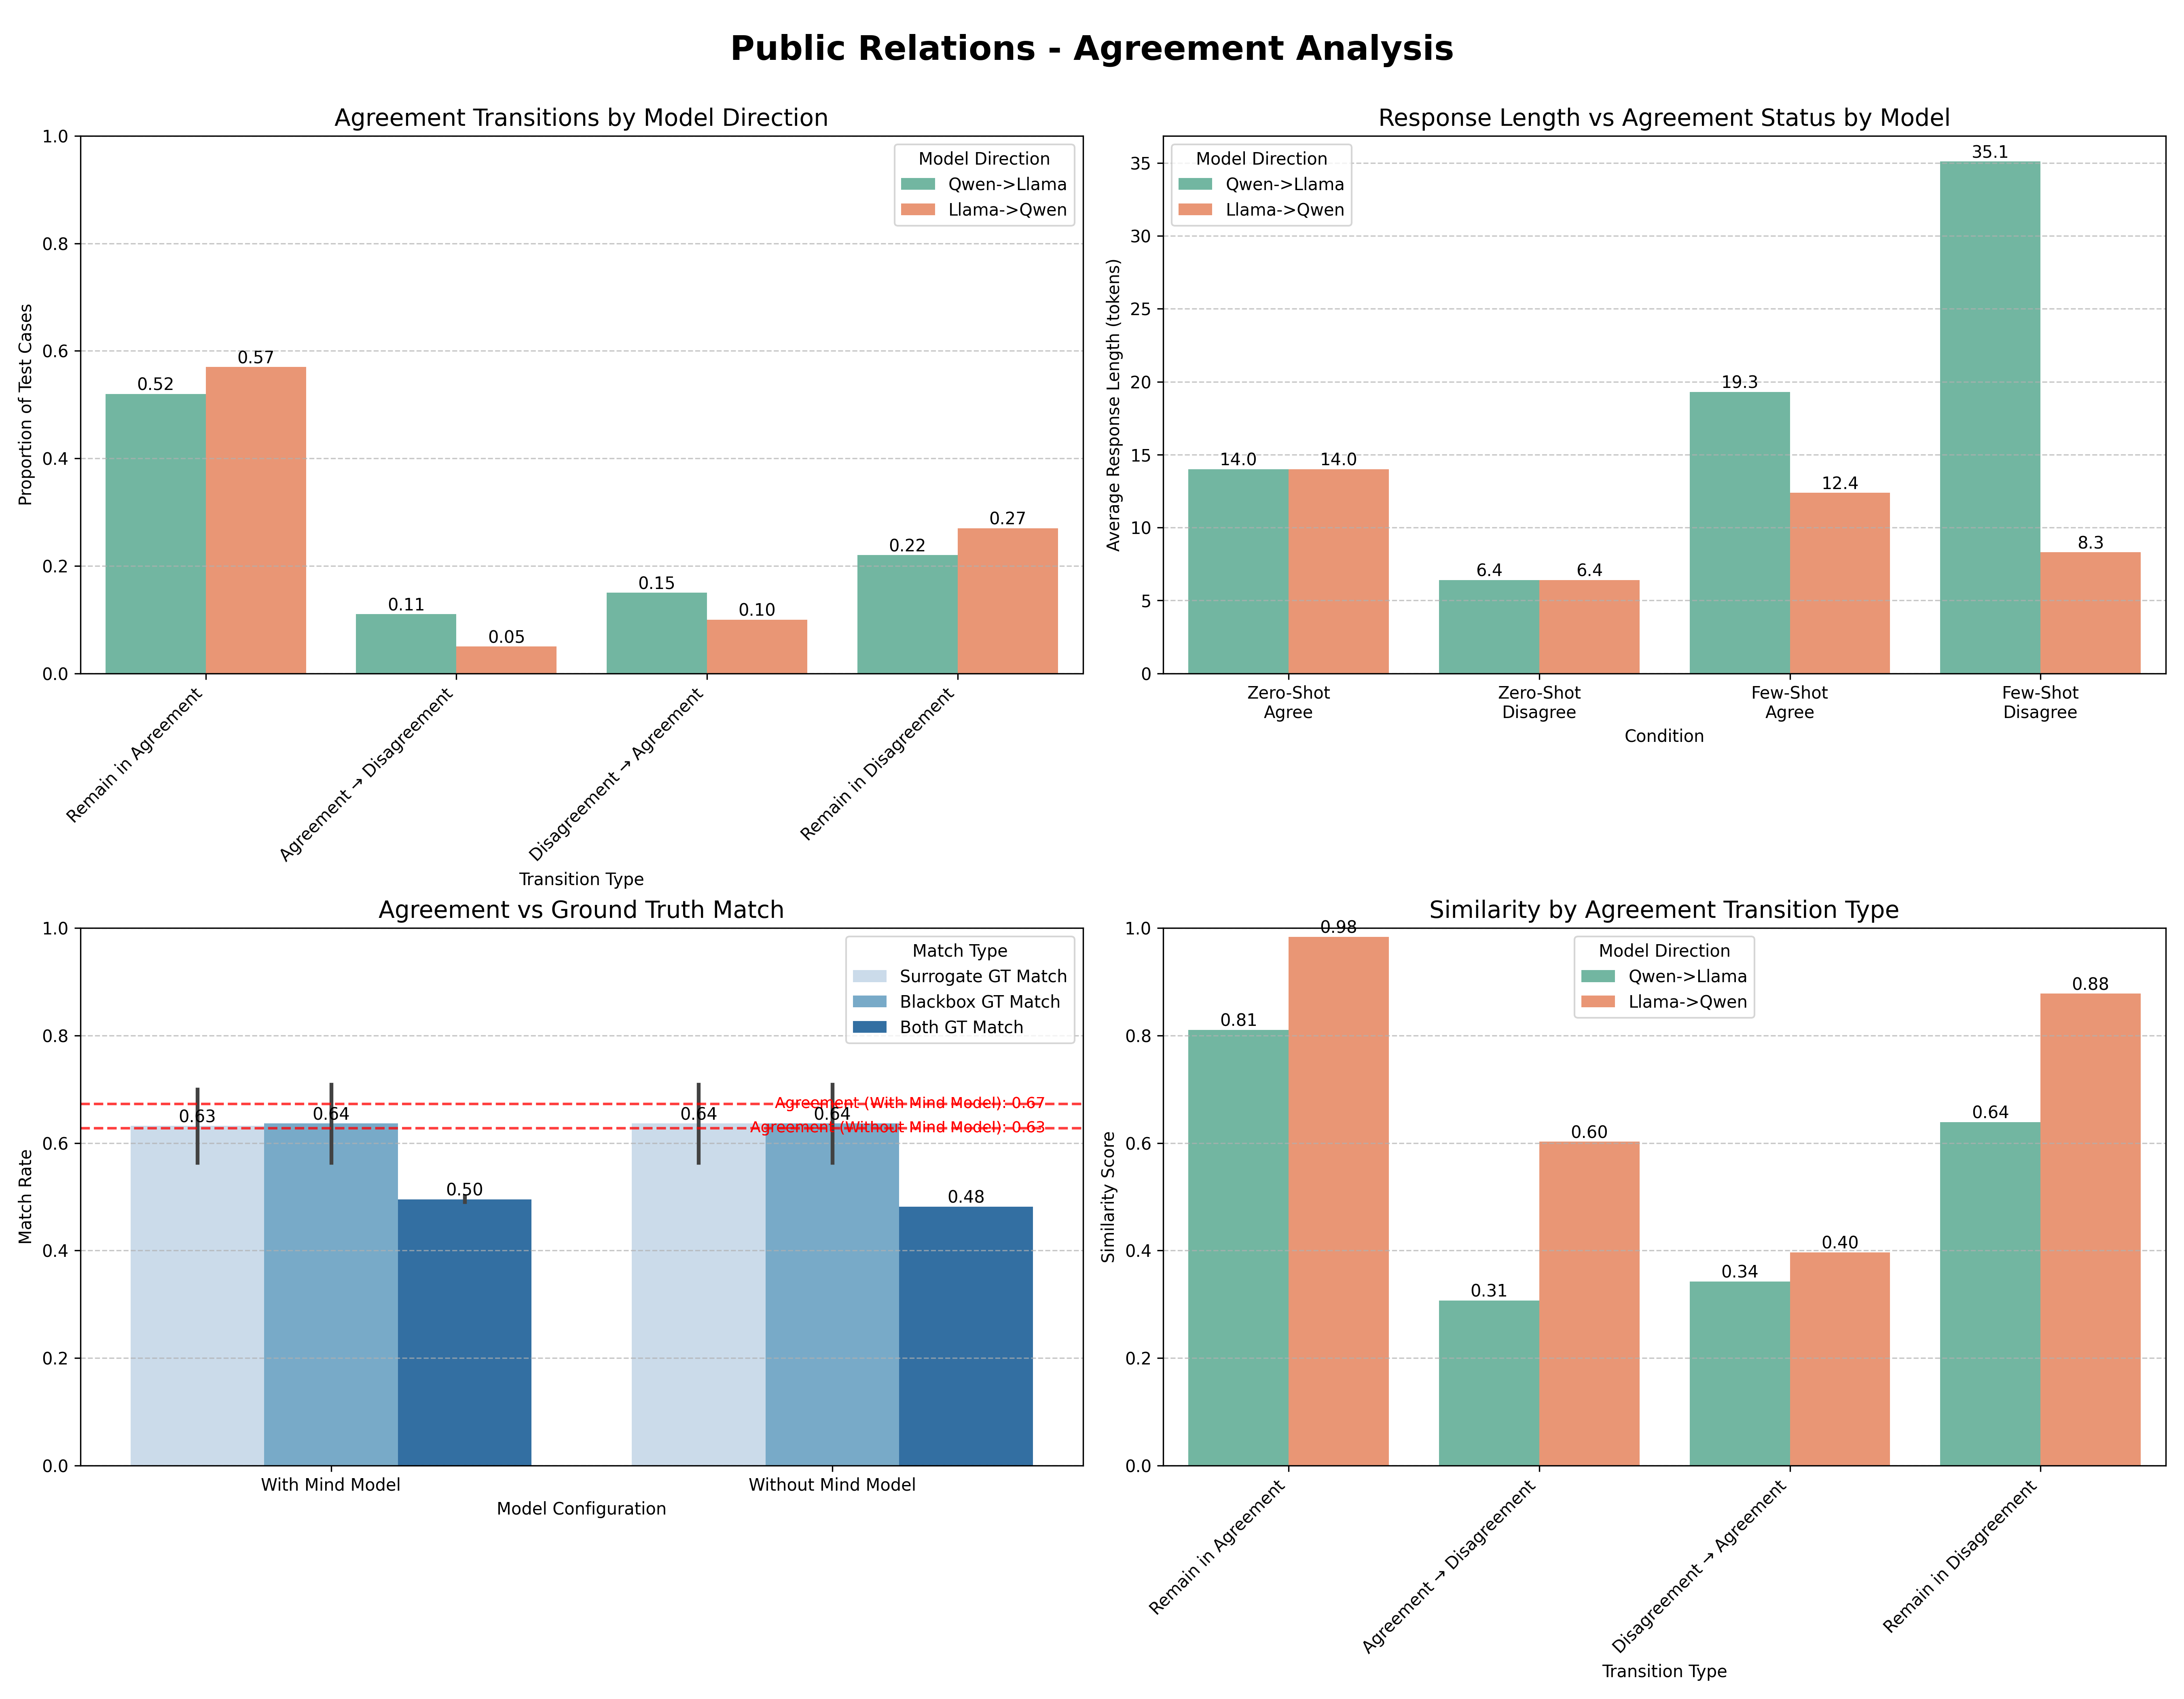 Public Relations - Agreement Analysis
Agreement Transitions by Model Direction
Model Direction
Qwen->Llama
Llama->Qwen
Proportion of Test Cases
1.0
0.8
0.6
0.4
0.2
0.0
0.52
0.57
0.11
0.05
0.15
0.10
0.22
0.27
Remain in Agreement
Agreement → Disagreement
Disagreement → Agreement
Remain in Disagreement
Transition Type
Response Length vs Agreement Status by Model
Model Direction
Qwen->Llama
Llama->Qwen
Average Response Length (tokens)
35
30
25
20
15
10
5
0
14.0
14.0
6.4
6.4
19.3
12.4
35.1
8.3
Zero-Shot
Agree
Zero-Shot
Disagree
Few-Shot
Agree
Few-Shot
Disagree
Condition
Agreement vs Ground Truth Match
Match Type
Surrogate GT Match
Blackbox GT Match
Both GT Match
Match Rate
1.0
0.8
0.6
0.4
0.2
0.0
0.63
0.64
0.50
0.64
0.64
0.48
Agreement (With Mind Model): 0.67
Agreement (Without Mind Model): 0.63
With Mind Model
Without Mind Model
Model Configuration
Similarity by Agreement Transition Type
Model Direction
Qwen->Llama
Llama->Qwen
Similarity Score
1.0
0.8
0.6
0.4
0.2
0.0
0.81
0.98
0.31
0.60
0.34
0.40
0.64
0.88
Remain in Agreement
Agreement → Disagreement
Disagreement → Agreement
Remain in Disagreement
Transition Type